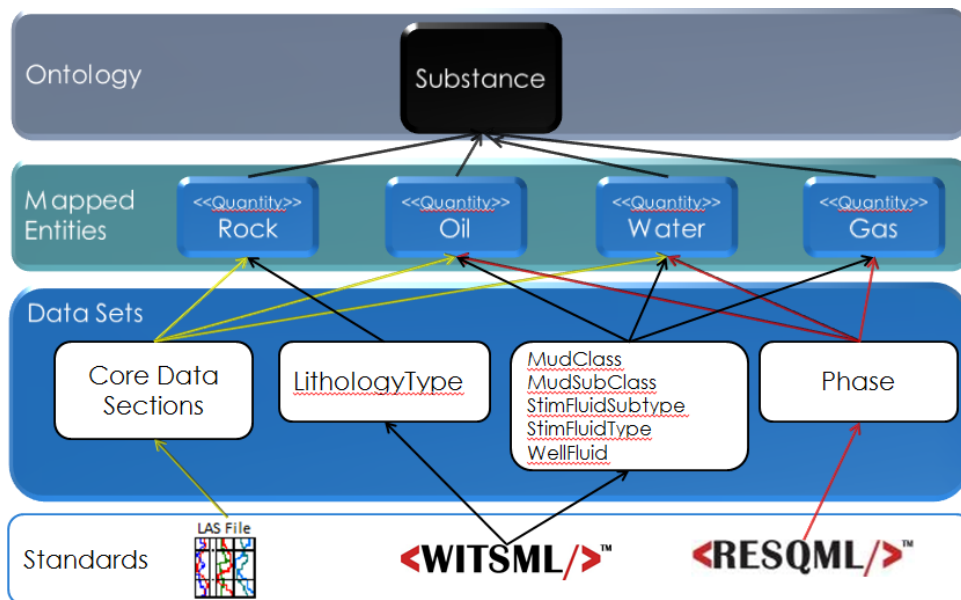 Ontology
Substance
Mapped
Entities
<<Quantity>>
Rock
<<Quantity>>
Oil
<<Quantity>>
Water
<<Quantity>>
Gas
Data Sets
Core Data
Sections
LithologyType
MudClass
MudSubClass
StimFluidSubtype
StimFluidType
WellFluid
Phase
Standards
LAS File
<WITSML/>™
<RESQML/>™